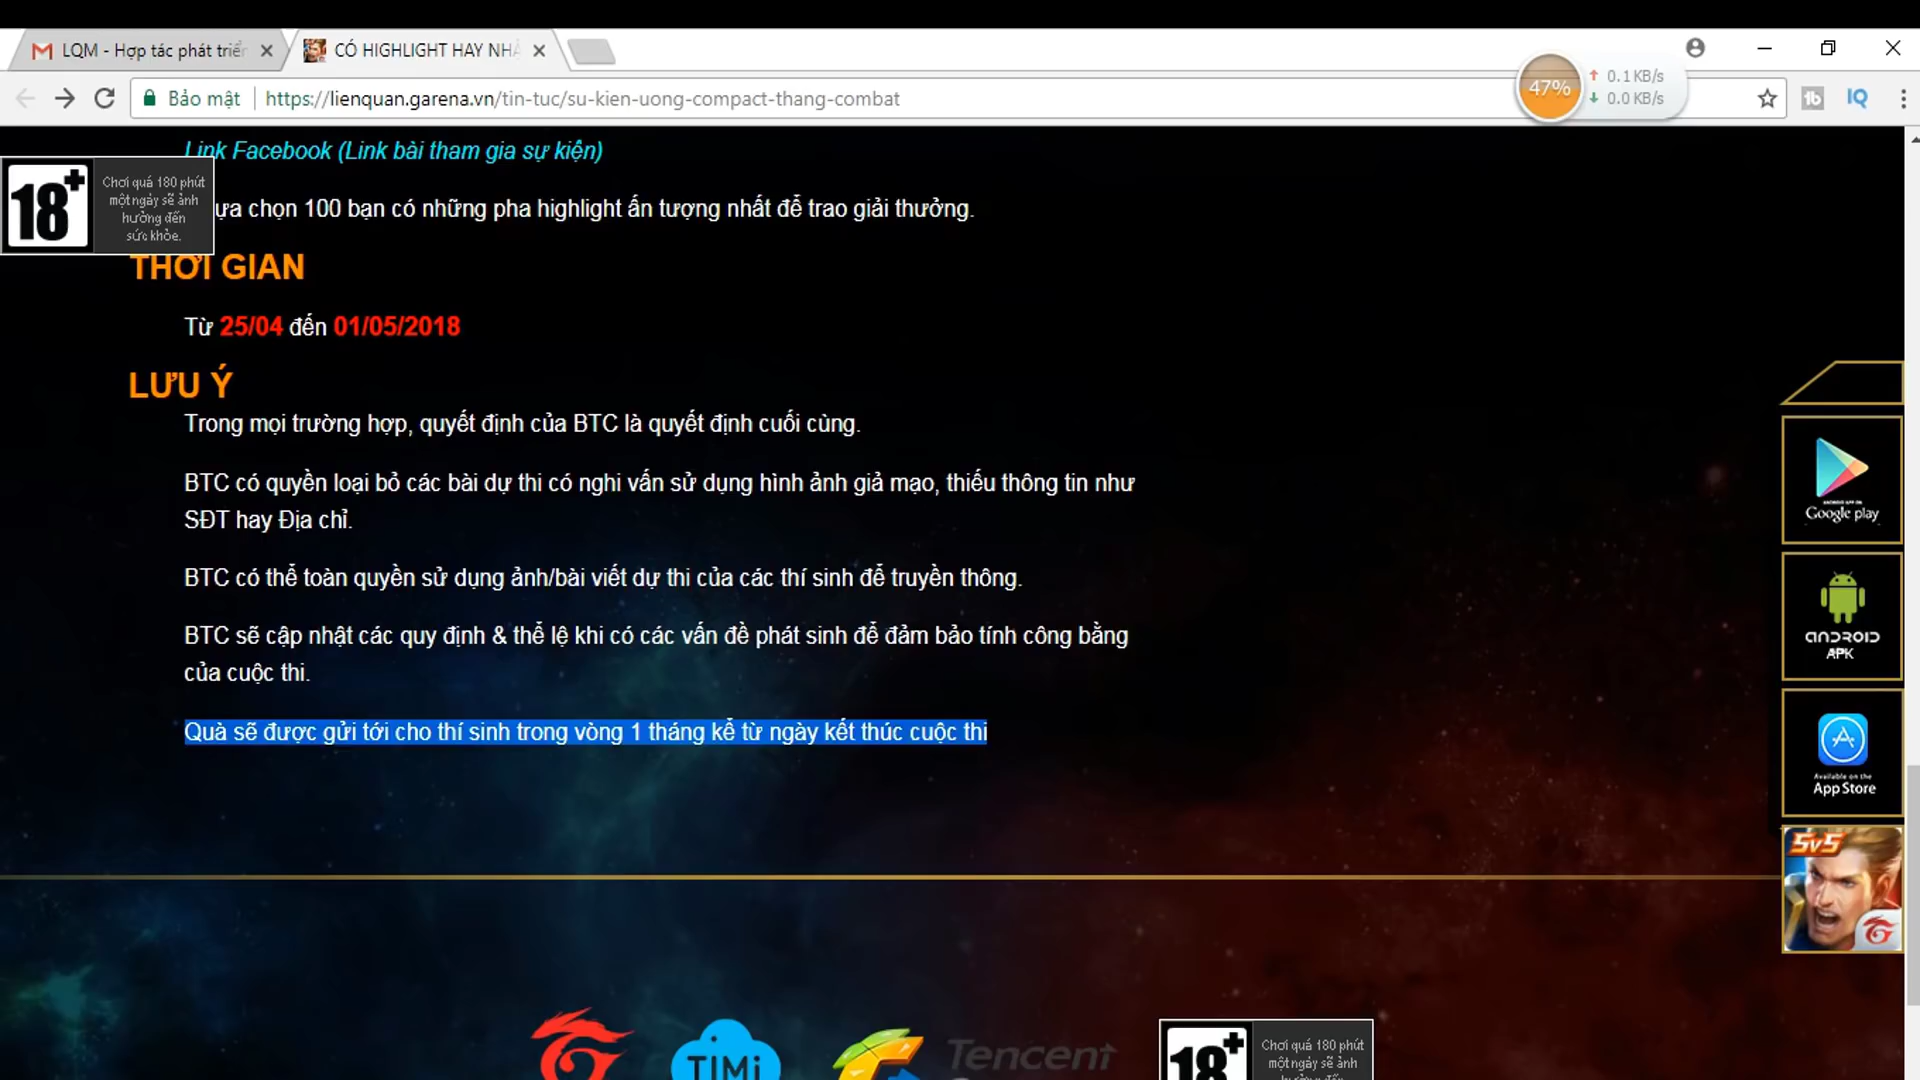 LQM - Hợp tác phát triển
CÓ HIGHLIGHT HAY NHẬ
Bảo mật
https://lienquan.garena.vn/tin-tuc/su-kien-uong-compact-thang-combat
47%
0.1 KB/s
0.0 KB/s
IQ
Link Facebook (Link bài tham gia sự kiện)
18+
Chơi quá 180 phút
một ngày sẽ ảnh
hưởng đến
sức khỏe.
ựa chọn 100 bạn có những pha highlight ấn tượng nhất để trao giải thưởng.
THỜI GIAN
Từ 25/04 đến 01/05/2018
LƯU Ý
Trong mọi trường hợp, quyết định của BTC là quyết định cuối cùng.
BTC có quyền loại bỏ các bài dự thi có nghi vấn sử dụng hình ảnh giả mạo, thiếu thông tin như
SĐT hay Địa chỉ.
BTC có thể toàn quyền sử dụng ảnh/bài viết dự thi của các thí sinh để truyền thông.
BTC sẽ cập nhật các quy định & thể lệ khi có các vấn đề phát sinh để đảm bảo tính công bằng
của cuộc thi.
Quà sẽ được gửi tới cho thí sinh trong vòng 1 tháng kể từ ngày kết thúc cuộc thi
ANDROID APP ON
Google play
ANDROID
APK
Available on the
App Store
5v5
TiMi
Tencent
18+
Chơi quá 180 phút
một ngày sẽ ảnh